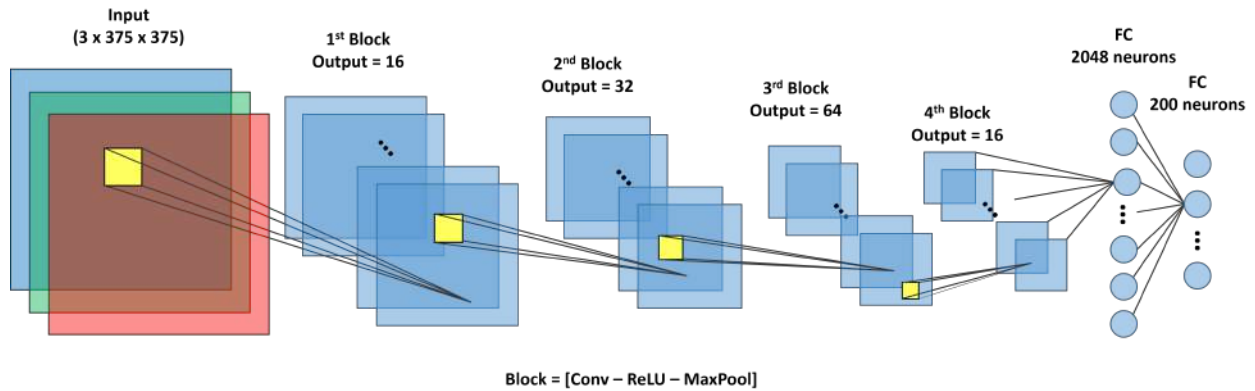 Input
(3 x 375 x 375)
1st Block
Output = 16
2nd Block
Output = 32
3rd Block
Output = 64
4th Block
Output = 16
FC
2048 neurons
FC
200 neurons
Block = [Conv – ReLU – MaxPool]